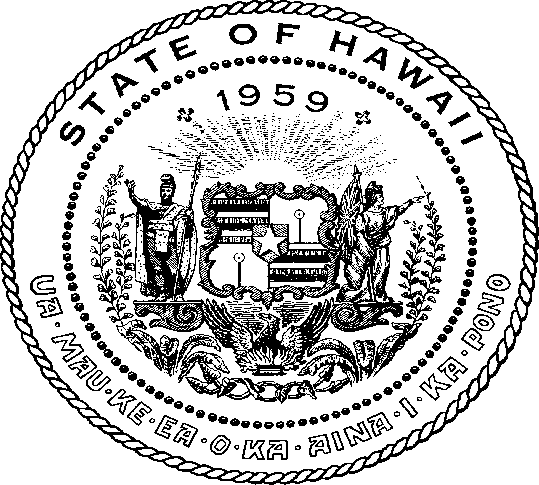 STATE OF HAWAII
1959
UA·MAU·KE·EA·O·KA·AINA·I·KA·PONO